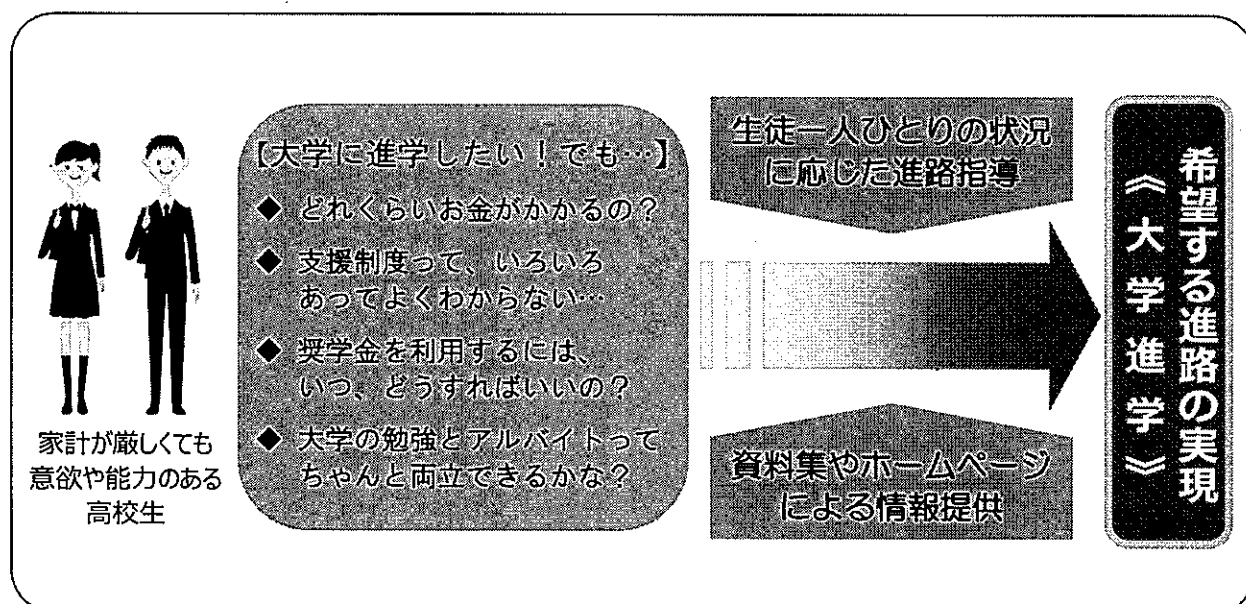 家計が厳しくても
意欲や能力のある
高校生
【大学に進学したい！でも…】
◆ どれくらいお金がかかるの？
◆ 支援制度って、いろいろ
あってよくわからない…
◆ 奨学金を利用するには、
いつ、どうすればいいの？
◆ 大学の勉強とアルバイトって
ちゃんと両立できるかな？
生徒一人ひとりの状況
に応じた進路指導
資料集やホームページ
による情報提供
希望する進路の実現
《大学進学》